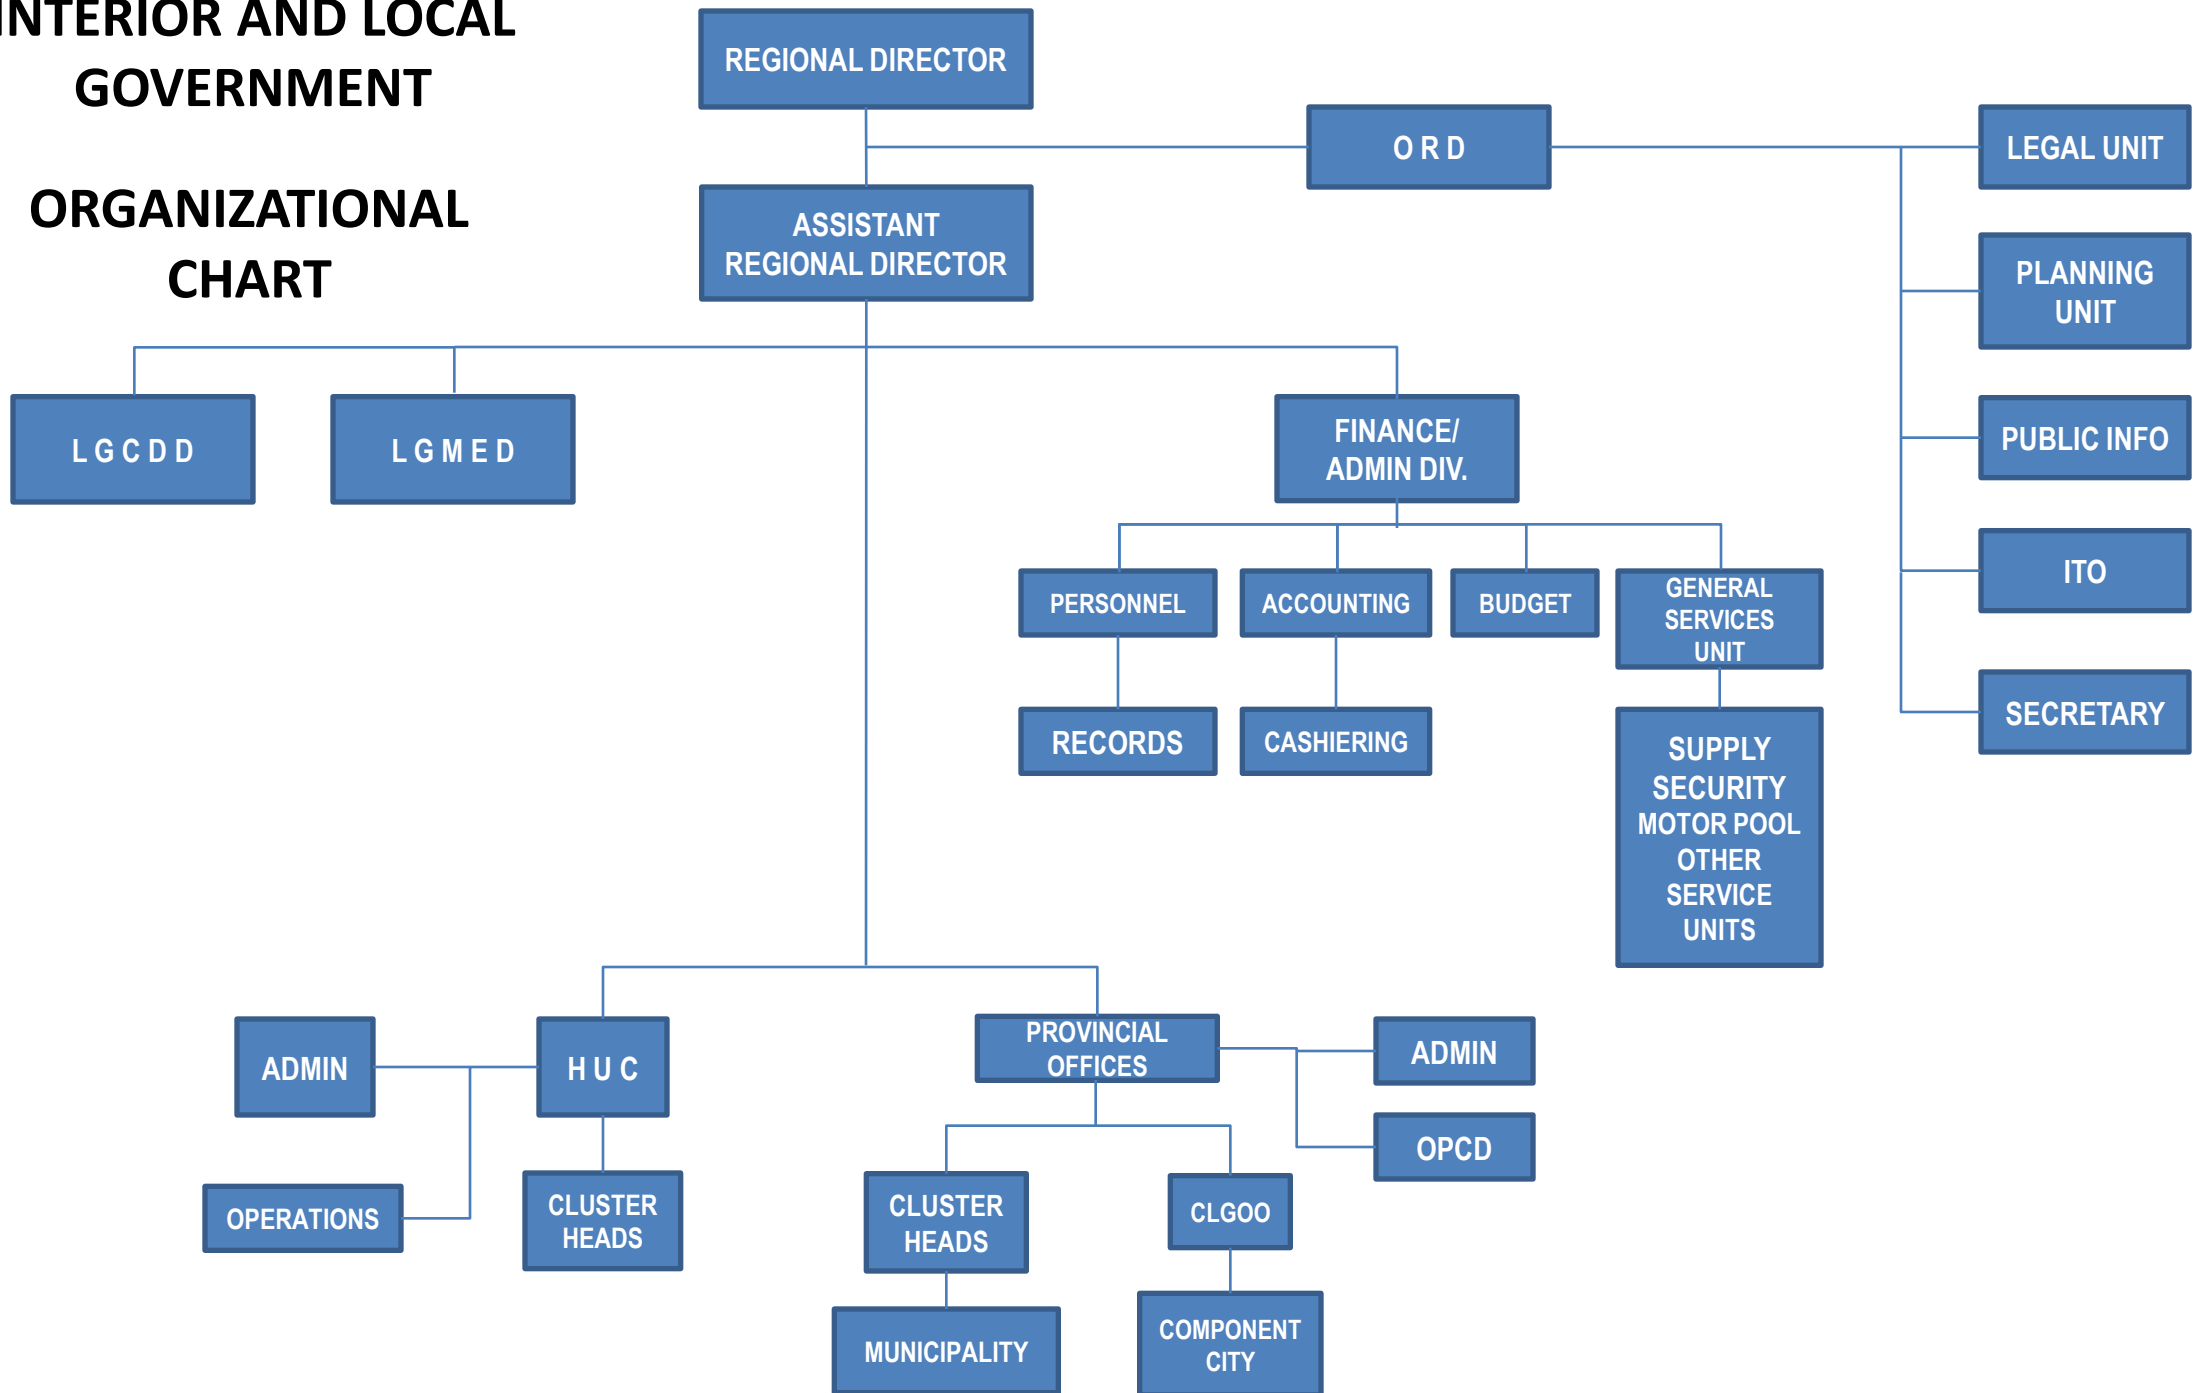 INTERIOR AND LOCAL
GOVERNMENT
ORGANIZATIONAL
CHART
REGIONAL DIRECTOR
O R D
LEGAL UNIT
ASSISTANT
REGIONAL DIRECTOR
PLANNING
UNIT
L G C D D
L G M E D
FINANCE/
ADMIN DIV.
PUBLIC INFO
ITO
PERSONNEL
ACCOUNTING
BUDGET
GENERAL
SERVICES
UNIT
SECRETARY
RECORDS
CASHIERING
SUPPLY
SECURITY
MOTOR POOL
OTHER
SERVICE
UNITS
ADMIN
H U C
PROVINCIAL
OFFICES
ADMIN
OPCD
OPERATIONS
CLUSTER
HEADS
CLUSTER
HEADS
CLGOO
MUNICIPALITY
COMPONENT
CITY